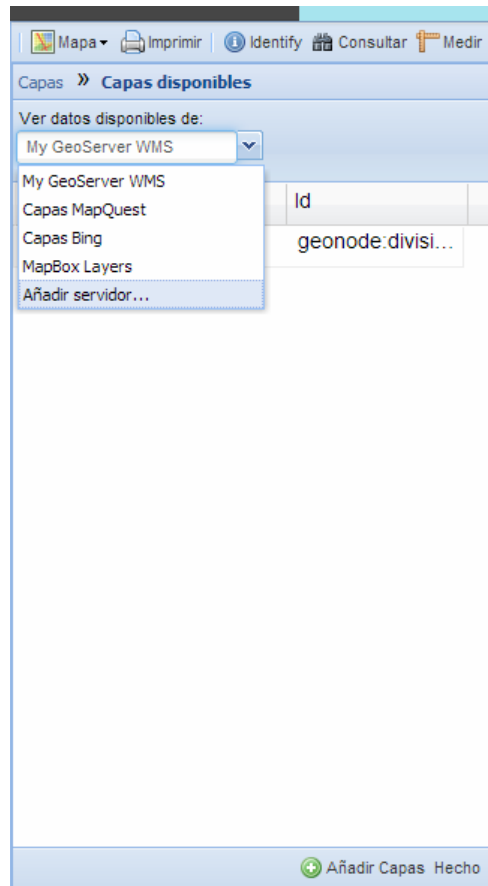 Mapa Imprimir Identify Consultar Medir
Capas » Capas disponibles
Ver datos disponibles de:
My GeoServer WMS
My GeoServer WMS
Id
Capas MapQuest
Capas Bing
geonode:divisi...
MapBox Layers
Añadir servidor...
Añadir Capas Hecho